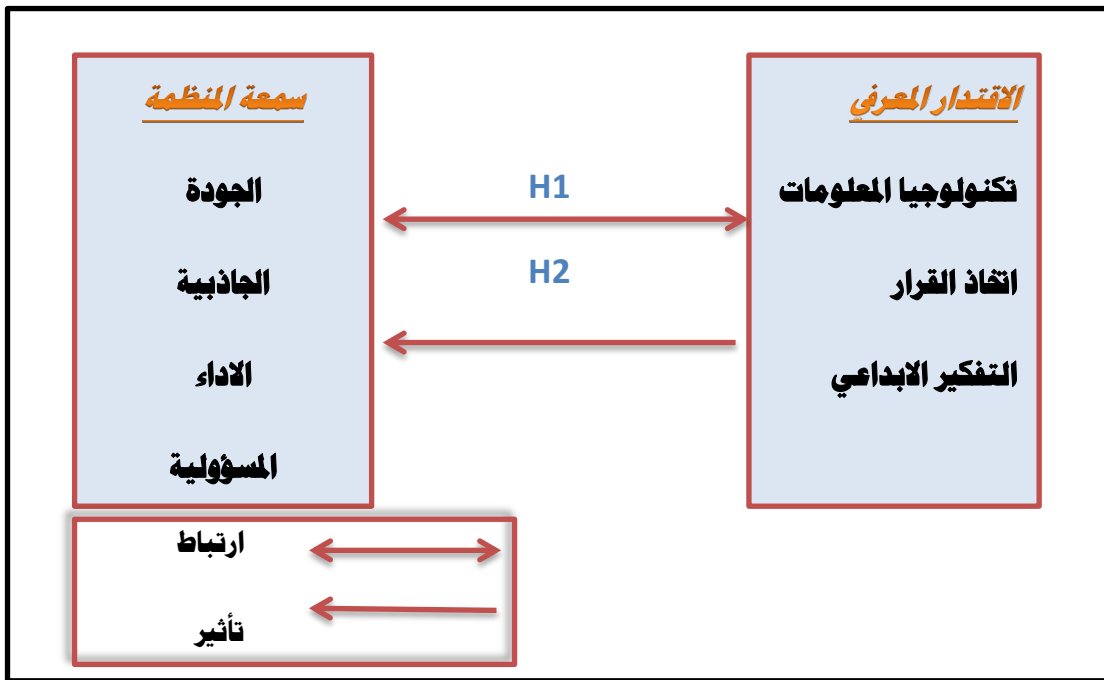 الاقتدار المعرفي
تكنولوجيا المعلومات
اتخاذ القرار
التفكير الابداعي
H1
H2
سمعة المنظمة
الجودة
الجاذبية
الاداء
المسؤولية
ارتباط
تأثير